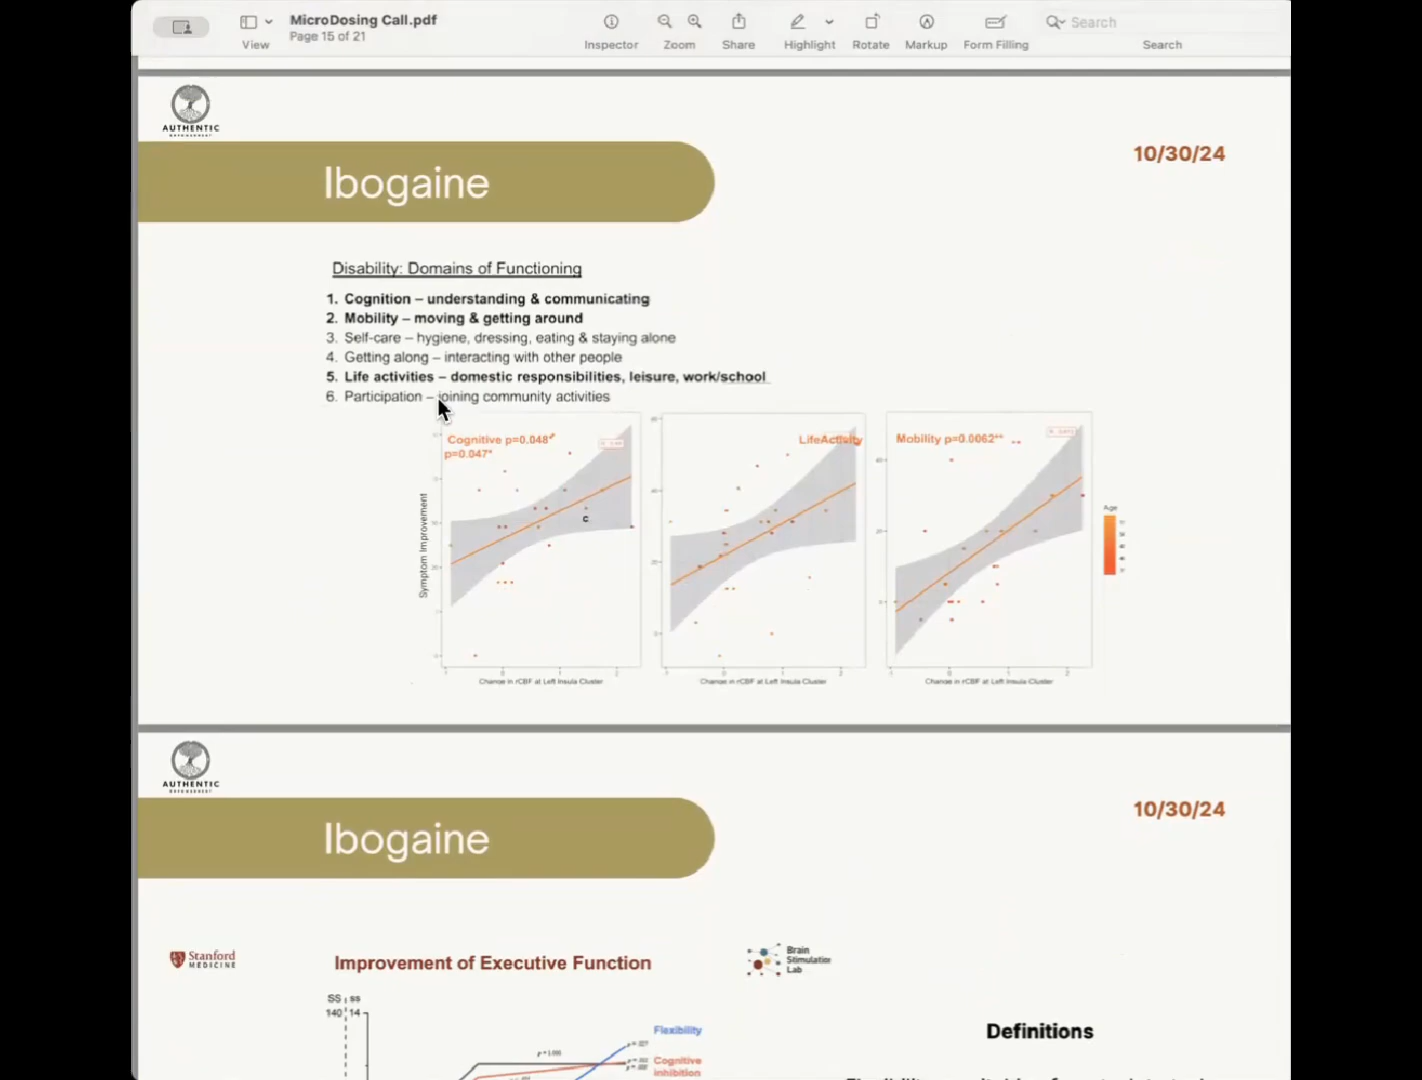 MicroDosing Call.pdf
Page 15 of 21
View
Inspector
Zoom
Share
Highlight
Rotate
Markup
Form Filling
Search
Search
AUTHENTIC
Ibogaine
10/30/24
Disability: Domains of Functioning
1. Cognition – understanding & communicating
2. Mobility – moving & getting around
3. Self-care – hygiene, dressing, eating & staying alone
4. Getting along – interacting with other people
5. Life activities – domestic responsibilities, leisure, work/school
6. Participation – joining community activities
Cognitive p=0.048*
p=0.047*
LifeActivity
Mobility p=0.0062**
Symptom Improvement
c
Age
Change in rCBF at Left Insula Cluster
Change in rCBF at Left Insula Cluster
Change in rCBF at Left Insula Cluster
AUTHENTIC
Ibogaine
10/30/24
Stanford
MEDICINE
Improvement of Executive Function
Brain
Stimulation
Lab
SS ss
140 14
Flexibility
Cognitive
inhibition
Definitions